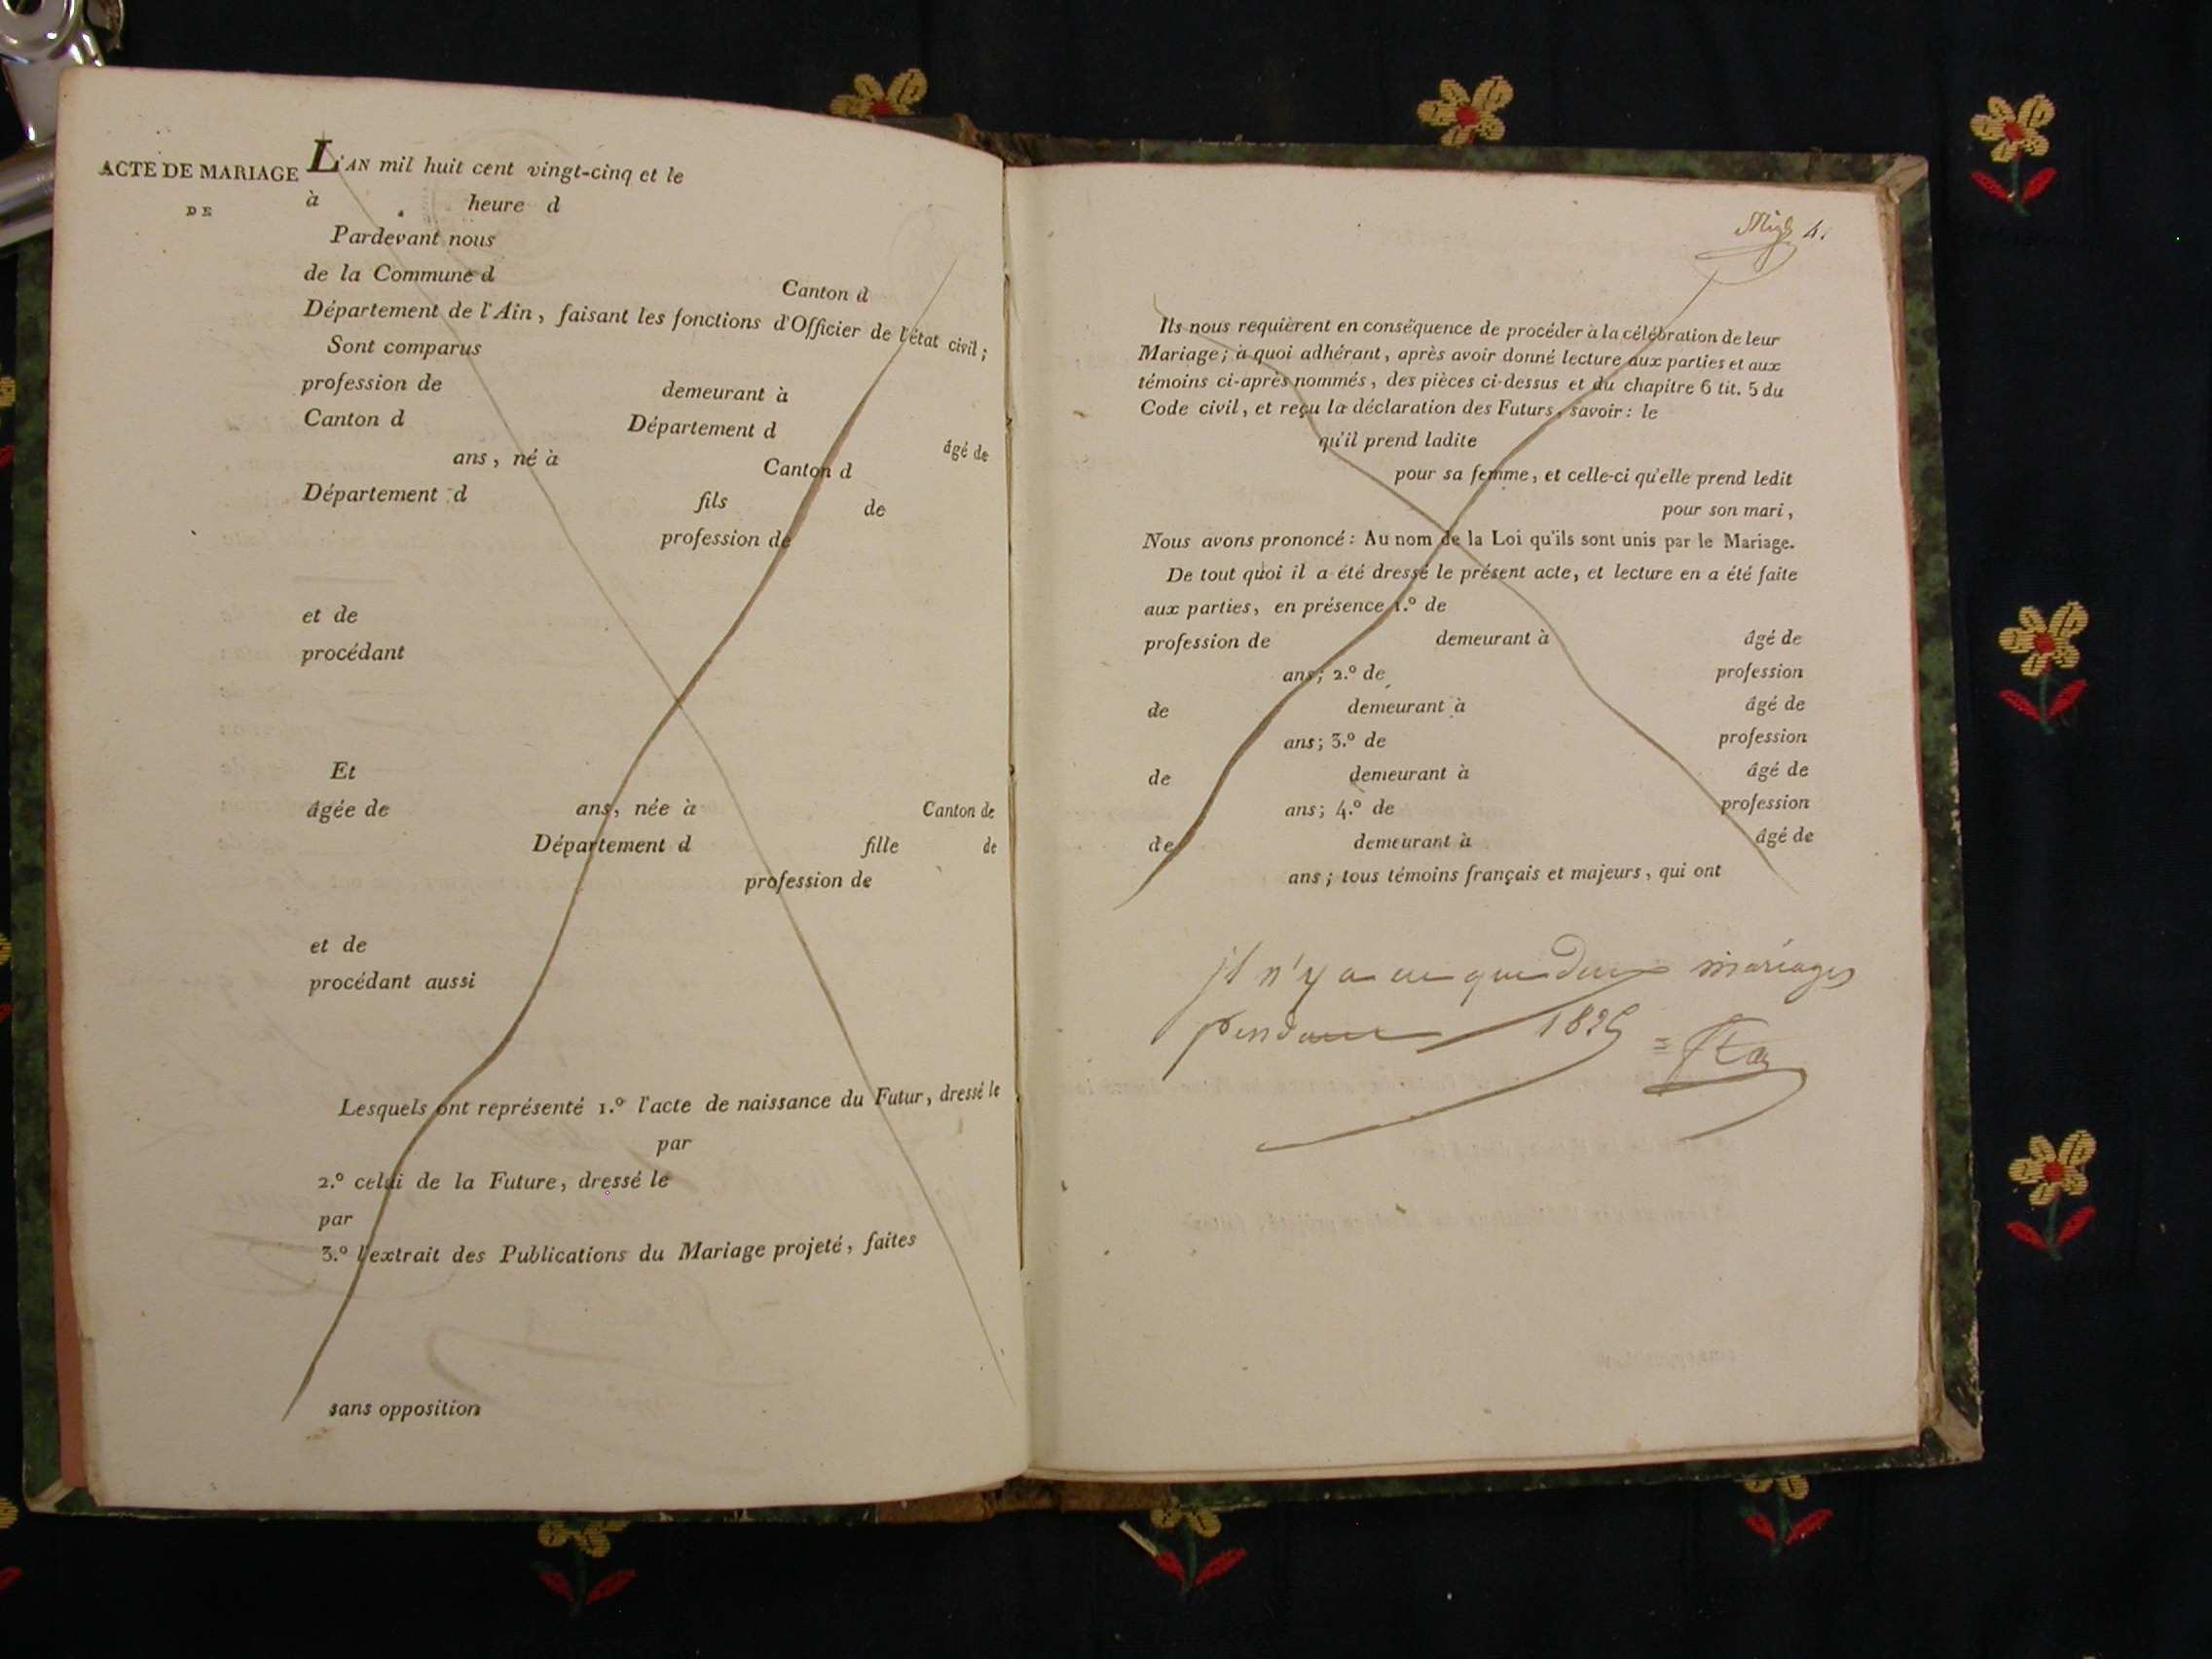 ACTE DE MARIAGE
DE
L'AN mil huit cent vingt-cinq et le
à heure d
Pardevant nous
de la Commune d Canton d
Département de l'Ain, faisant les fonctions d'Officier de l'état civil;
Sont comparus
profession de demeurant à
Canton d Département d âgé de
ans, né à Canton d
Département d fils de
profession de
et de
procédant
Et
âgée de ans, née à Canton de
Département d fille de
profession de
et de
procédant aussi
Lesquels ont représenté 1.º l'acte de naissance du Futur, dressé le
par
2.º celui de la Future, dressé le
par
3.º l'extrait des Publications du Mariage projeté, faites
sans opposition
4.
Ils nous requièrent en conséquence de procéder à la célébration de leur
Mariage; à quoi adhérant, après avoir donné lecture aux parties et aux
témoins ci-après nommés, des pièces ci-dessus et du chapitre 6 tit. 5 du
Code civil, et reçu la déclaration des Futurs, savoir: le
qu'il prend ladite
pour sa femme, et celle-ci qu'elle prend ledit
pour son mari,
Nous avons prononcé: Au nom de la Loi qu'ils sont unis par le Mariage.
De tout quoi il a été dressé le présent acte, et lecture en a été faite
aux parties, en présence 1.º de
profession de demeurant à âgé de
ans; 2.º de profession
de demeurant à âgé de
ans; 3.º de profession
de demeurant à âgé de
ans; 4.º de profession
de demeurant à âgé de
ans; tous témoins français et majeurs, qui ont
il n'y a eu que deux mariages
pendant 1825